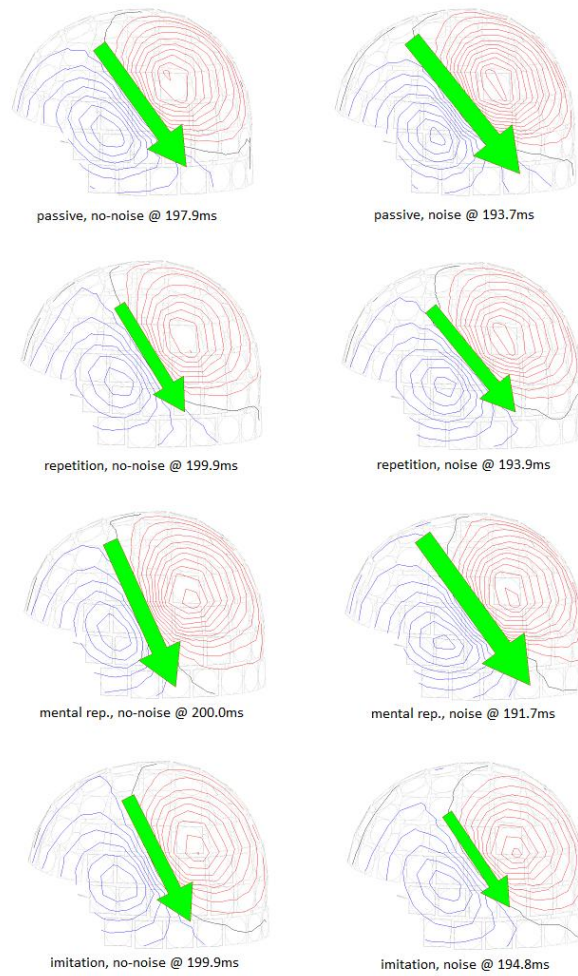 passive, no-noise @ 197.9ms
passive, noise @ 193.7ms
repetition, no-noise @ 199.9ms
repetition, noise @ 193.9ms
mental rep., no-noise @ 200.0ms
mental rep., noise @ 191.7ms
imitation, no-noise @ 199.9ms
imitation, noise @ 194.8ms